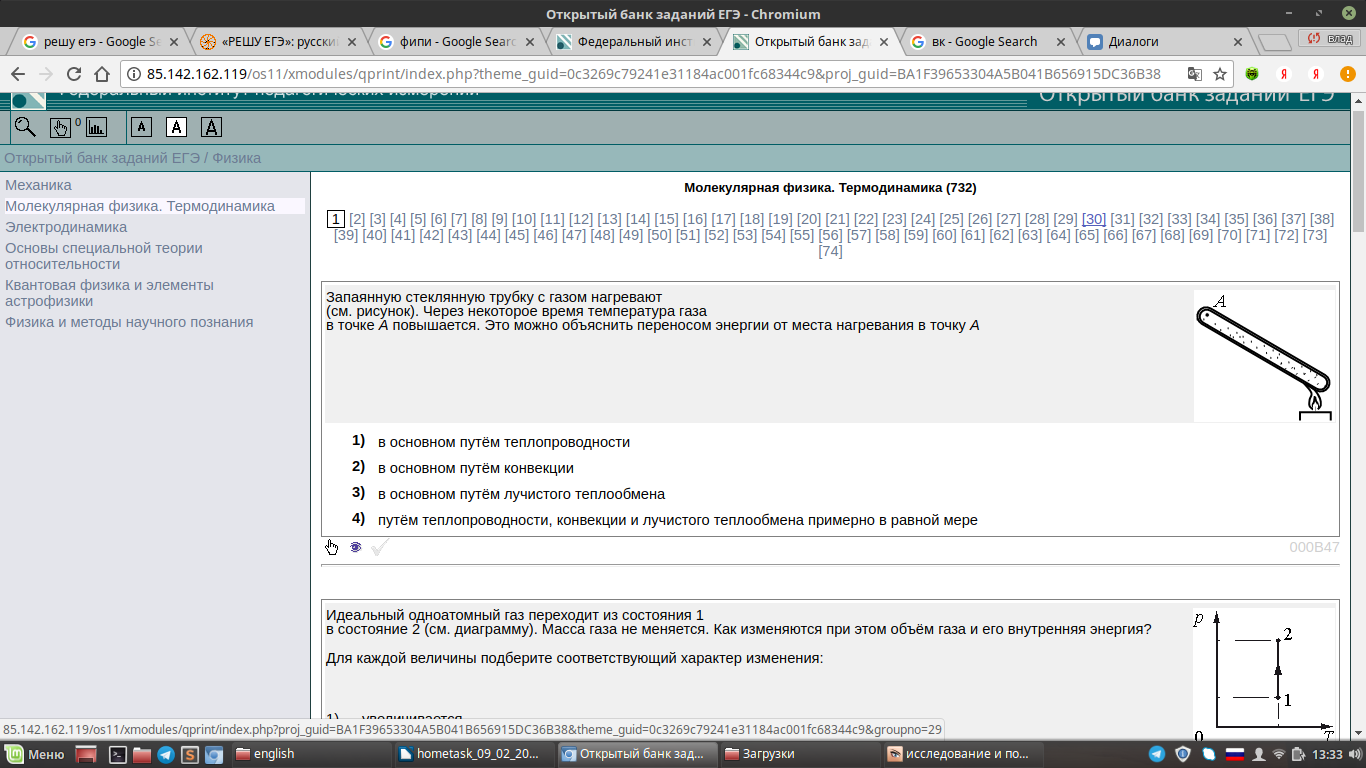 Открытый банк заданий ЕГЭ - Chromium
решу егэ - Google Se
«РЕШУ ЕГЭ»: русски
фипи - Google Searc
Федеральный инст
Открытый банк зад
вк - Google Search
Диалоги
влад
85.142.162.119/os11/xmodules/qprint/index.php?theme_guid=0c3269c79241e31184ac001fc68344c9&proj_guid=BA1F39653304A5B041B656915DC36B38
Федеральный институт педагогических измерений
Открытый банк заданий ЕГЭ
0
A A A
Открытый банк заданий ЕГЭ / Физика
Механика
Молекулярная физика. Термодинамика
Электродинамика
Основы специальной теории
относительности
Квантовая физика и элементы
астрофизики
Физика и методы научного познания
Молекулярная физика. Термодинамика (732)
1 [2] [3] [4] [5] [6] [7] [8] [9] [10] [11] [12] [13] [14] [15] [16] [17] [18] [19] [20] [21] [22] [23] [24] [25] [26] [27] [28] [29] [30] [31] [32] [33] [34] [35] [36] [37] [38]
[39] [40] [41] [42] [43] [44] [45] [46] [47] [48] [49] [50] [51] [52] [53] [54] [55] [56] [57] [58] [59] [60] [61] [62] [63] [64] [65] [66] [67] [68] [69] [70] [71] [72] [73]
[74]
Запаянную стеклянную трубку с газом нагревают
(см. рисунок). Через некоторое время температура газа
в точке A повышается. Это можно объяснить переносом энергии от места нагревания в точку A
A
1) в основном путём теплопроводности
2) в основном путём конвекции
3) в основном путём лучистого теплообмена
4) путём теплопроводности, конвекции и лучистого теплообмена примерно в равной мере
000B47
Идеальный одноатомный газ переходит из состояния 1
в состояние 2 (см. диаграмму). Масса газа не меняется. Как изменяются при этом объём газа и его внутренняя энергия?
Для каждой величины подберите соответствующий характер изменения:
1) увеличивается
p
2
1
0
T
85.142.162.119/os11/xmodules/qprint/index.php?proj_guid=BA1F39653304A5B041B656915DC36B38&theme_guid=0c3269c79241e31184ac001fc68344c9&groupno=29
Меню
english
hometask_09_02_20...
Открытый банк зад...
Загрузки
исследование и по...
13:33